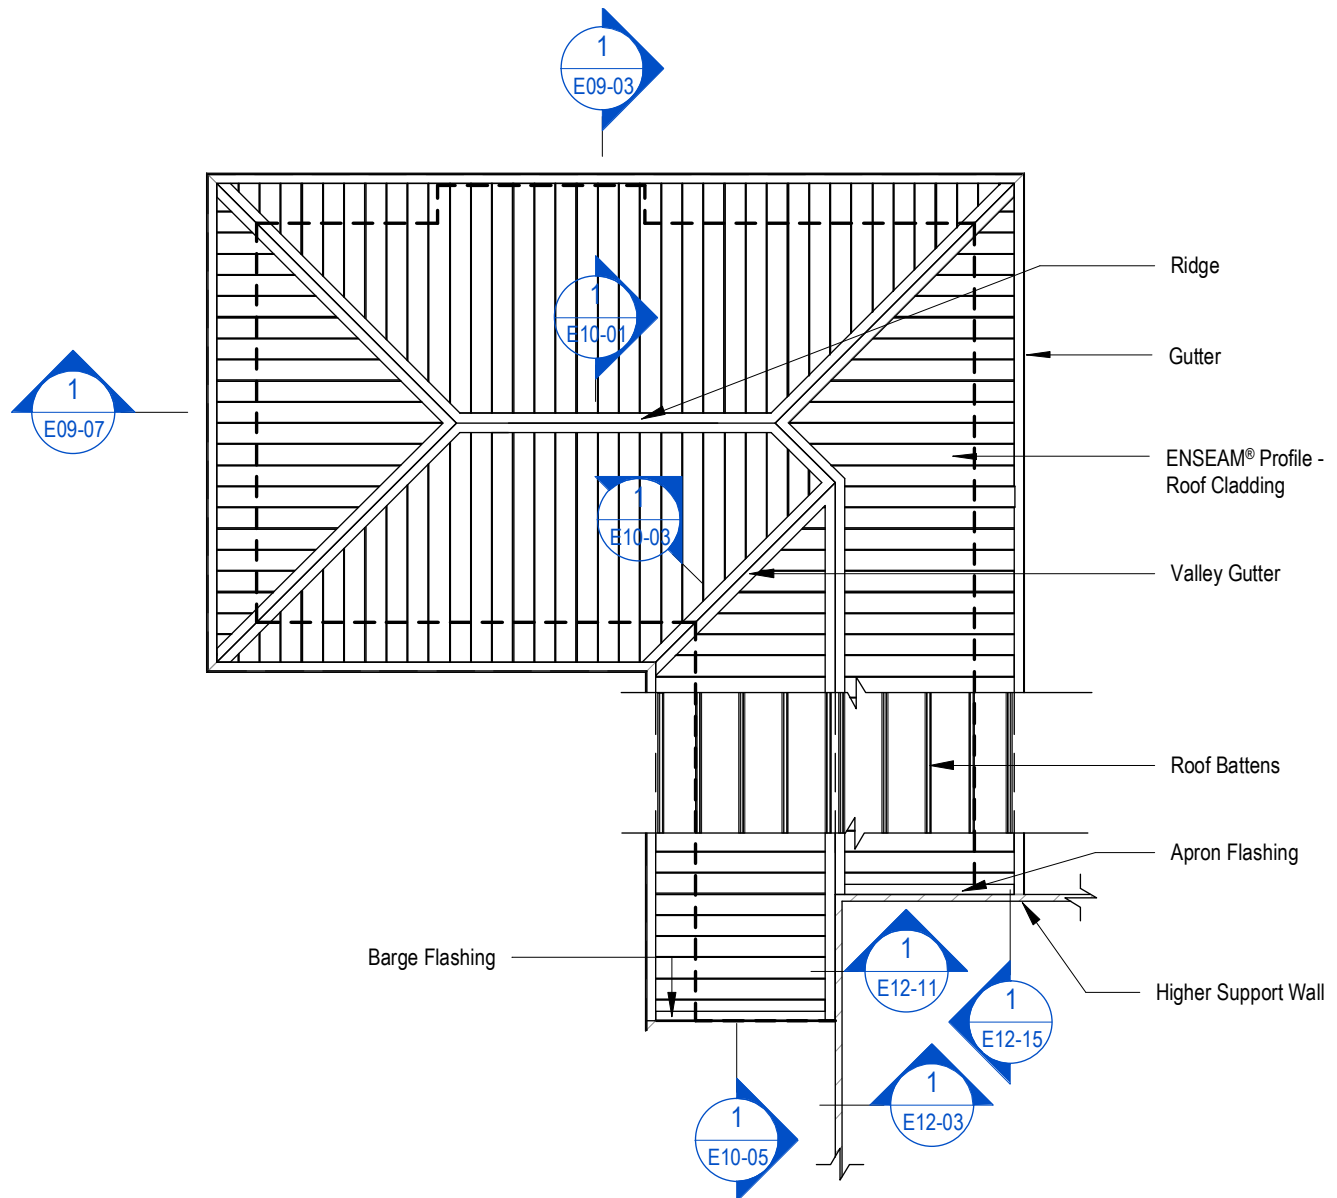 1
E09-03
Ridge
1
E10-01
Gutter
1
E09-07
ENSEAM® Profile -
Roof Cladding
1
E10-03
Valley Gutter
Roof Battens
Apron Flashing
Barge Flashing
1
E12-11
Higher Support Wall
1
E12-15
1
E12-03
1
E10-05